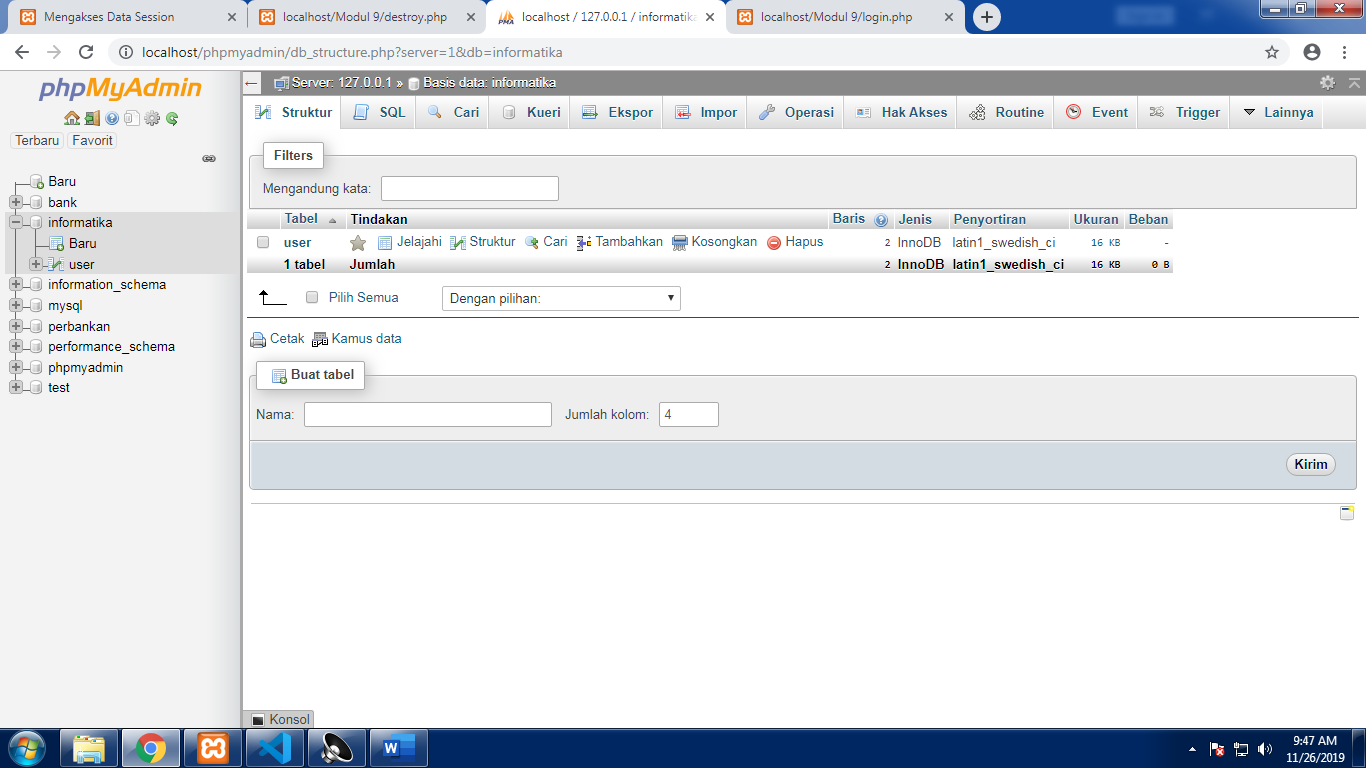 Mengakses Data Session
localhost/Modul 9/destroy.php
localhost / 127.0.0.1 / informatika
localhost/Modul 9/login.php
localhost/phpmyadmin/db_structure.php?server=1&db=informatika
phpMyAdmin
Terbaru Favorit
Baru
bank
informatika
Baru
user
information_schema
mysql
perbankan
performance_schema
phpmyadmin
test
Server: 127.0.0.1 » Basis data: informatika
Struktur SQL Cari Kueri Ekspor Impor Operasi Hak Akses Routine Event Trigger Lainnya
Filters
Mengandung kata:
Tabel Tindakan Baris Jenis Penyortiran Ukuran Beban
user Jelajahi Struktur Cari Tambahkan Kosongkan Hapus 2 InnoDB latin1_swedish_ci 16 KB -
1 tabel Jumlah 2 InnoDB latin1_swedish_ci 16 KB 0 B
Pilih Semua Dengan pilihan:
Cetak Kamus data
Buat tabel
Nama: Jumlah kolom: 4
Kirim
Konsol
9:47 AM
11/26/2019